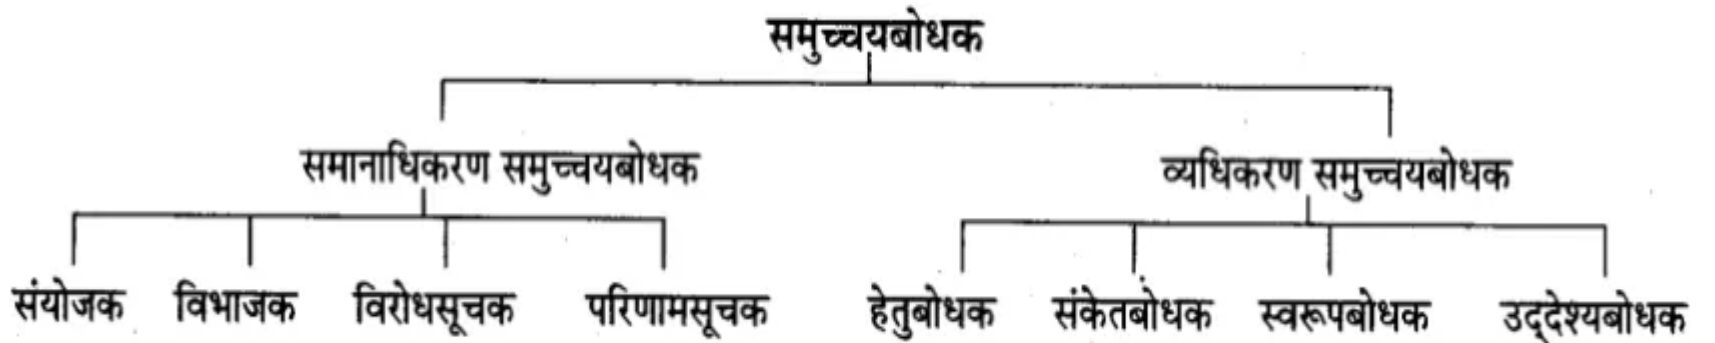 समुच्चयबोधक
समानाधिकरण समुच्चयबोधक व्यधिकरण समुच्चयबोधक
संयोजक विभाजक विरोधसूचक परिणामसूचक हेतुबोधक संकेतबोधक स्वरूपबोधक उद्देश्यबोधक